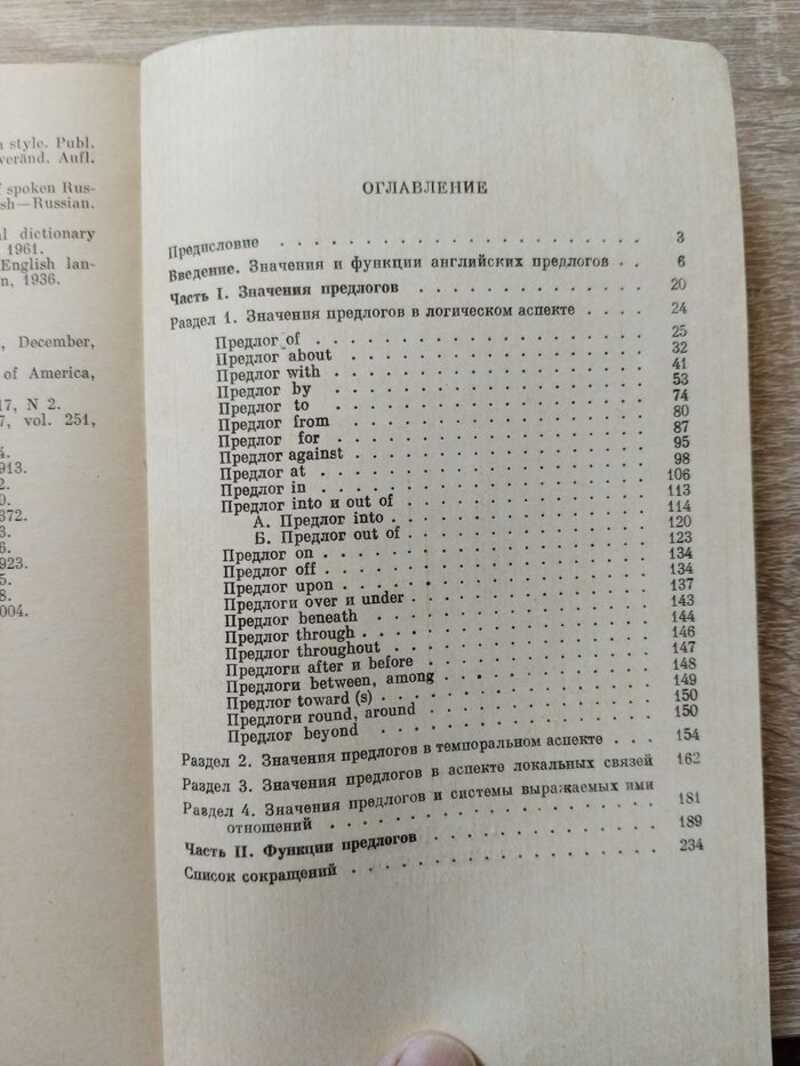 style. Publ.
veränd. Aufl.
spoken Rus-
sh—Russian.
dictionary
1961.
English lan-
n, 1936.
, December,
of America,
17, N 2.
7, vol. 251,
4.
913.
2.
372.
3.
6.
923.
5.
8.
004.
ОГЛАВЛЕНИЕ
Предисловие . . . . . . . . . . 3
Введение. Значения и функции английских предлогов . . 6
Часть I. Значения предлогов . . . . . . . . . . 20
Раздел 1. Значения предлогов в логическом аспекте . . . . 24
Предлог of . . . . . . . . . . 25
Предлог about . . . . . . . . . . 32
Предлог with . . . . . . . . . . 41
Предлог by . . . . . . . . . . 53
Предлог to . . . . . . . . . . 74
Предлог from . . . . . . . . . . 80
Предлог for . . . . . . . . . . 87
Предлог against . . . . . . . . . . 95
Предлог at . . . . . . . . . . 98
Предлог in . . . . . . . . . . 106
Предлог into и out of . . . . . . . . . . 113
А. Предлог into . . . . . . . . . . 114
Б. Предлог out of . . . . . . . . . . 120
Предлог on . . . . . . . . . . 123
Предлог off . . . . . . . . . . 134
Предлог upon . . . . . . . . . . 134
Предлоги over и under . . . . . . . . . . 137
Предлог beneath . . . . . . . . . . 143
Предлог through . . . . . . . . . . 144
Предлог throughout . . . . . . . . . . 146
Предлоги after и before . . . . . . . . . . 147
Предлоги between, among . . . . . . . . . . 148
Предлог toward (s) . . . . . . . . . . 149
Предлоги round, around . . . . . . . . . . 150
Предлог beyond . . . . . . . . . . 150
Раздел 2. Значения предлогов в темпоральном аспекте . . . 154
Раздел 3. Значения предлогов в аспекте локальных связей 162
Раздел 4. Значения предлогов и системы выражаемых ими
отношений . . . . . . . . . . 181
Часть II. Функции предлогов . . . . . . . . . . 189
Список сокращений . . . . . . . . . . 234